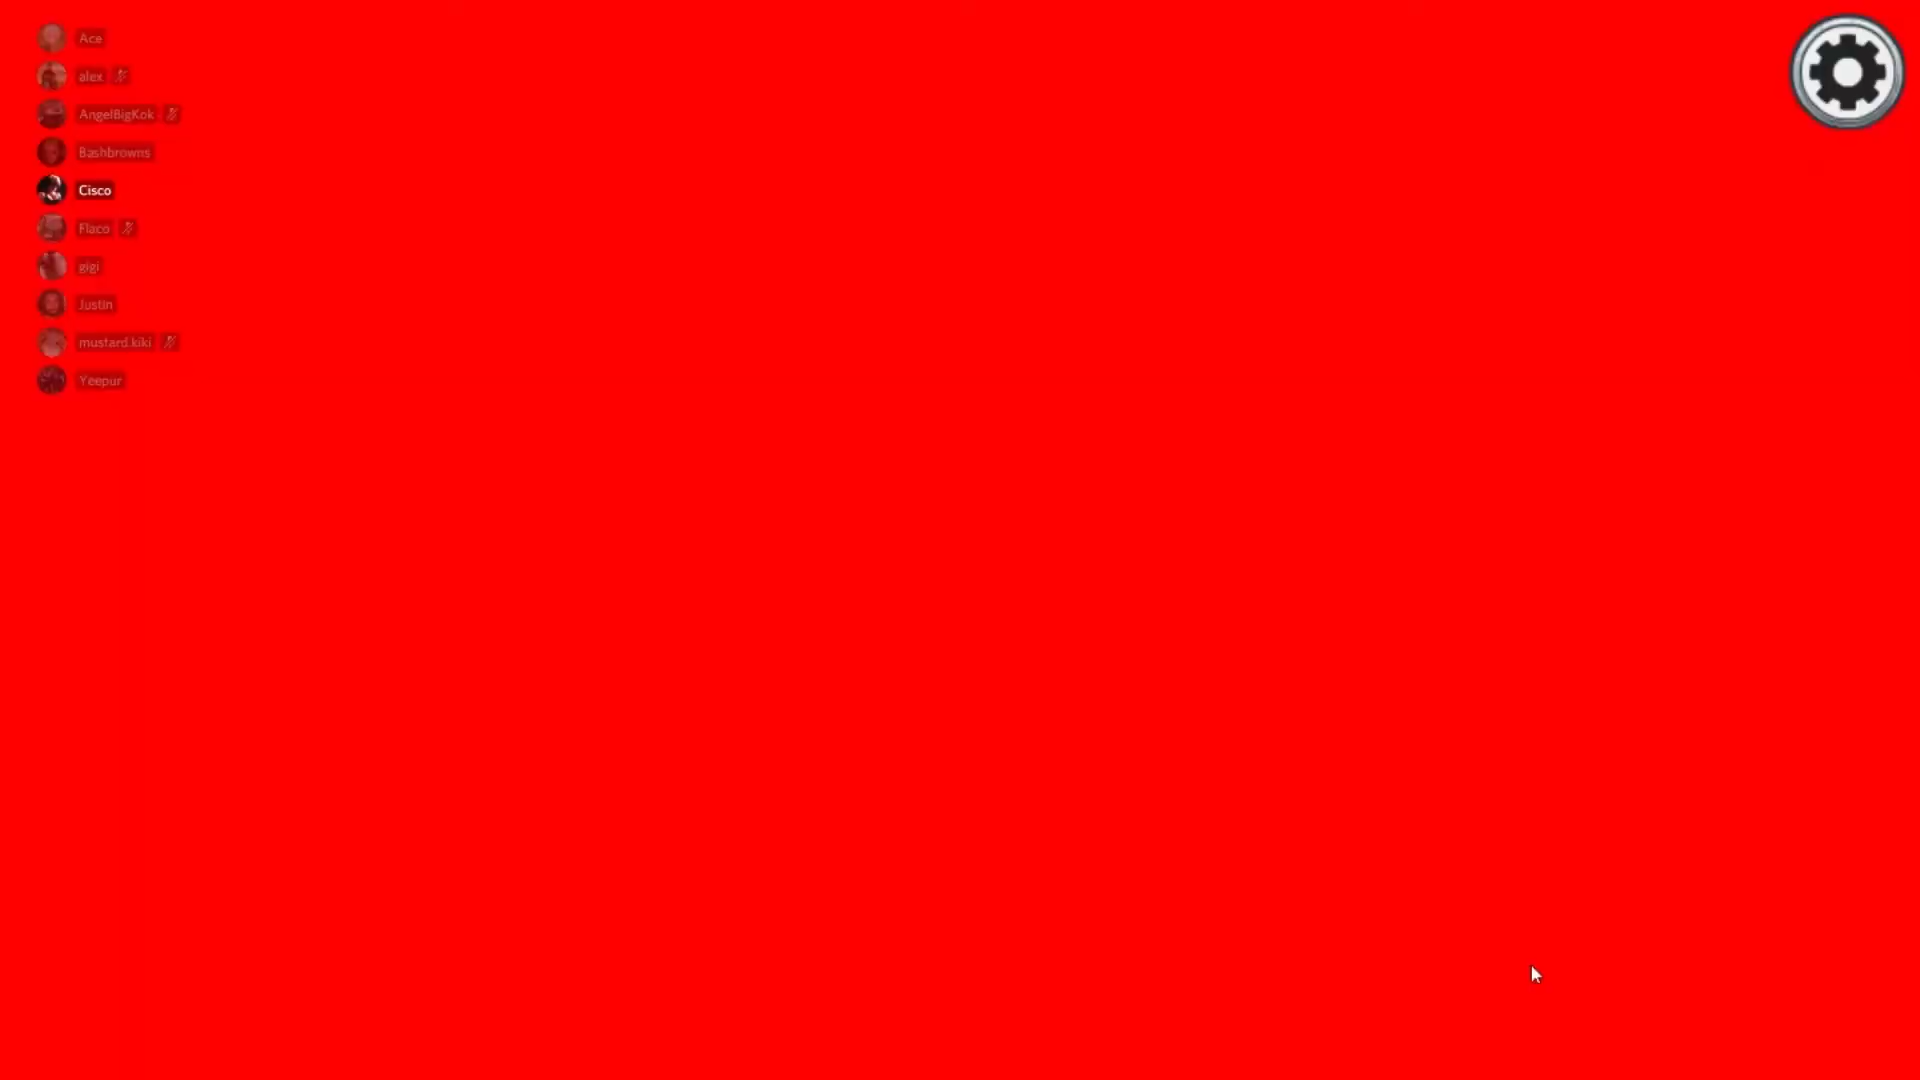 Ace
alex
AngelBigKok
Bashbrowns
Cisco
Flaco
gigi
Justin
mustard.kiki
Yeepur